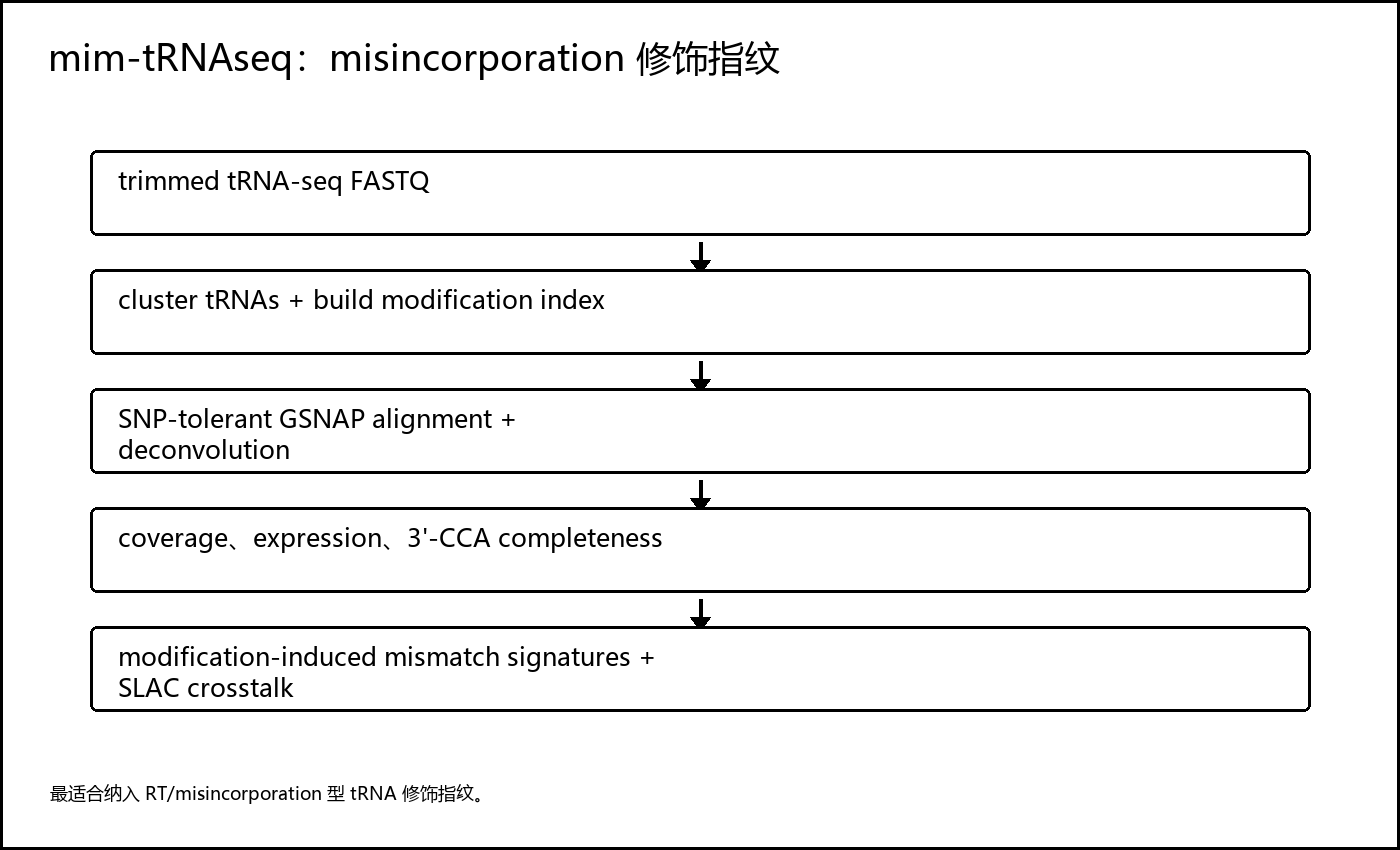 mim-tRNAseq：misincorporation 修饰指纹
trimmed tRNA-seq FASTQ
cluster tRNAs + build modification index
SNP-tolerant GSNAP alignment +
deconvolution
coverage、expression、3'-CCA completeness
modification-induced mismatch signatures +
SLAC crosstalk
最适合纳入 RT/misincorporation 型 tRNA 修饰指纹。